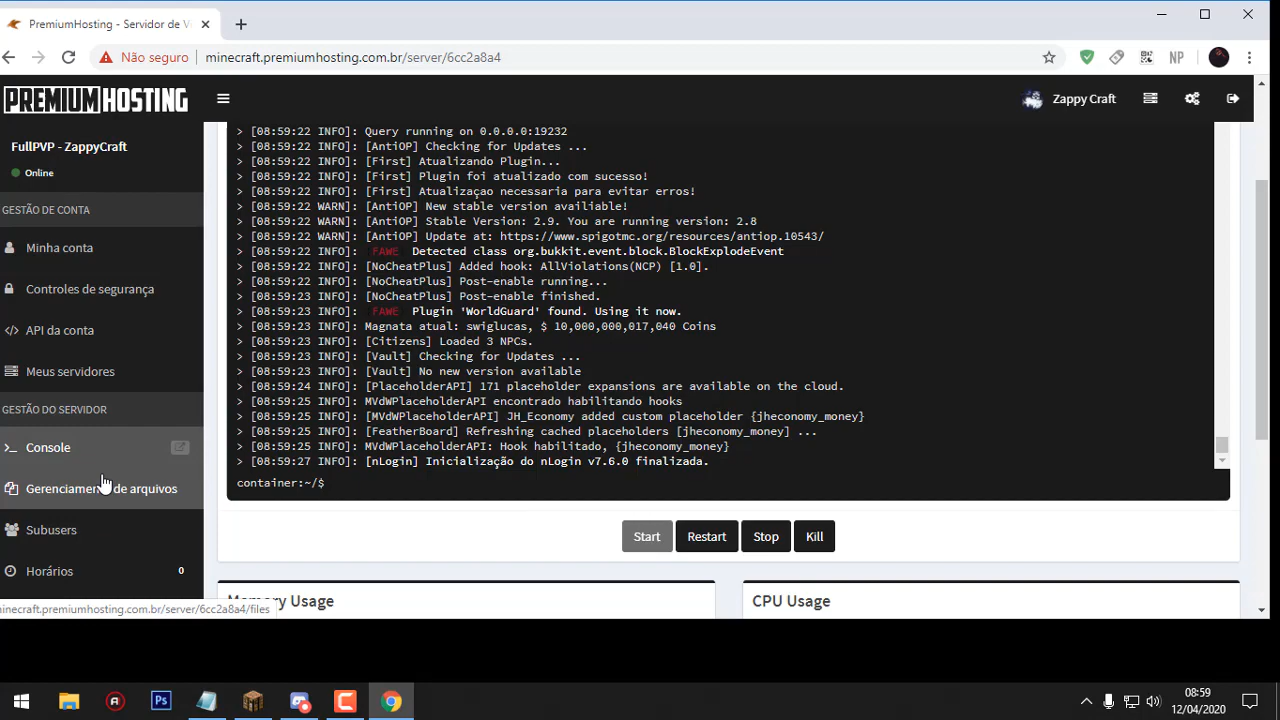 PremiumHosting - Servidor de V
Não seguro
minecraft.premiumhosting.com.br/server/6cc2a8a4
NP
PREMIUMHOSTING
Zappy Craft
FullPVP - ZappyCraft
Online
GESTÃO DE CONTA
Minha conta
Controles de segurança
API da conta
Meus servidores
GESTÃO DO SERVIDOR
Console
Gerenciamento de arquivos
Subusers
Horários 0
minecraft.premiumhosting.com.br/server/6cc2a8a4/files
> [08:59:22 INFO]: Query running on 0.0.0.0:19232
> [08:59:22 INFO]: [AntiOP] Checking for Updates ...
> [08:59:22 INFO]: [First] Atualizando Plugin...
> [08:59:22 INFO]: [First] Plugin foi atualizado com sucesso!
> [08:59:22 INFO]: [First] Atualizaçao necessaria para evitar erros!
> [08:59:22 WARN]: [AntiOP] New stable version availiable!
> [08:59:22 WARN]: [AntiOP] Stable Version: 2.9. You are running version: 2.8
> [08:59:22 WARN]: [AntiOP] Update at: https://www.spigotmc.org/resources/antiop.10543/
> [08:59:22 INFO]: FAWE Detected class org.bukkit.event.block.BlockExplodeEvent
> [08:59:22 INFO]: [NoCheatPlus] Added hook: AllViolations(NCP) [1.0].
> [08:59:22 INFO]: [NoCheatPlus] Post-enable running...
> [08:59:23 INFO]: [NoCheatPlus] Post-enable finished.
> [08:59:23 INFO]: FAWE Plugin 'WorldGuard' found. Using it now.
> [08:59:23 INFO]: Magnata atual: swiglucas, $ 10,000,000,017,040 Coins
> [08:59:23 INFO]: [Citizens] Loaded 3 NPCs.
> [08:59:23 INFO]: [Vault] Checking for Updates ...
> [08:59:23 INFO]: [Vault] No new version available
> [08:59:24 INFO]: [PlaceholderAPI] 171 placeholder expansions are available on the cloud.
> [08:59:25 INFO]: MVdWPlaceholderAPI encontrado habilitando hooks
> [08:59:25 INFO]: [MVdWPlaceholderAPI] JH_Economy added custom placeholder {jheconomy_money}
> [08:59:25 INFO]: [FeatherBoard] Refreshing cached placeholders [jheconomy_money] ...
> [08:59:25 INFO]: MVdWPlaceholderAPI: Hook habilitado, {jheconomy_money}
> [08:59:27 INFO]: [nLogin] Inicialização do nLogin v7.6.0 finalizada.
container:~/$
Start Restart Stop Kill
Memory Usage
CPU Usage
Ps
08:59
12/04/2020